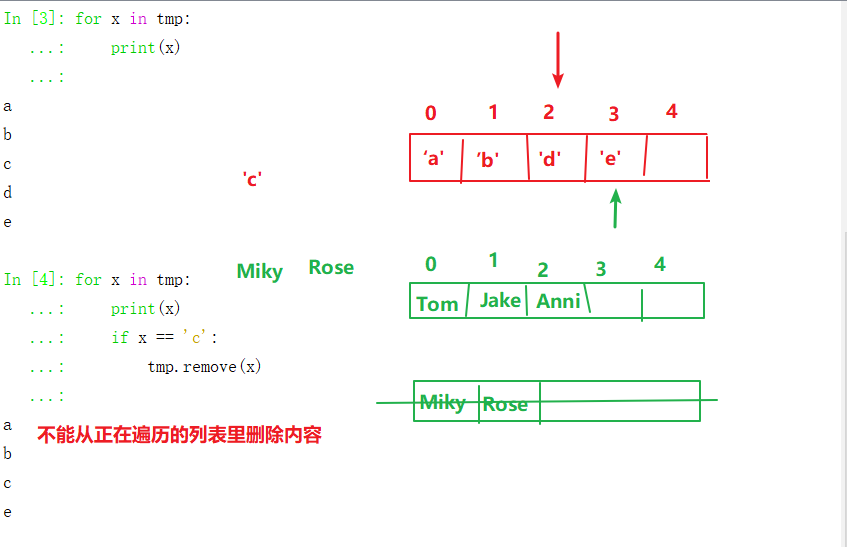 In [3]: for x in tmp:
...: print(x)
...:
a
b
c
d
e
In [4]: for x in tmp:
...: print(x)
...: if x == 'c':
...: tmp.remove(x)
...:
a
b
c
e
不能从正在遍历的列表里删除内容
'c'
0 1 2 3 4
‘a' ’b' 'd' 'e'
Miky Rose
0 1 2 3 4
Tom Jake Anni
Miky Rose